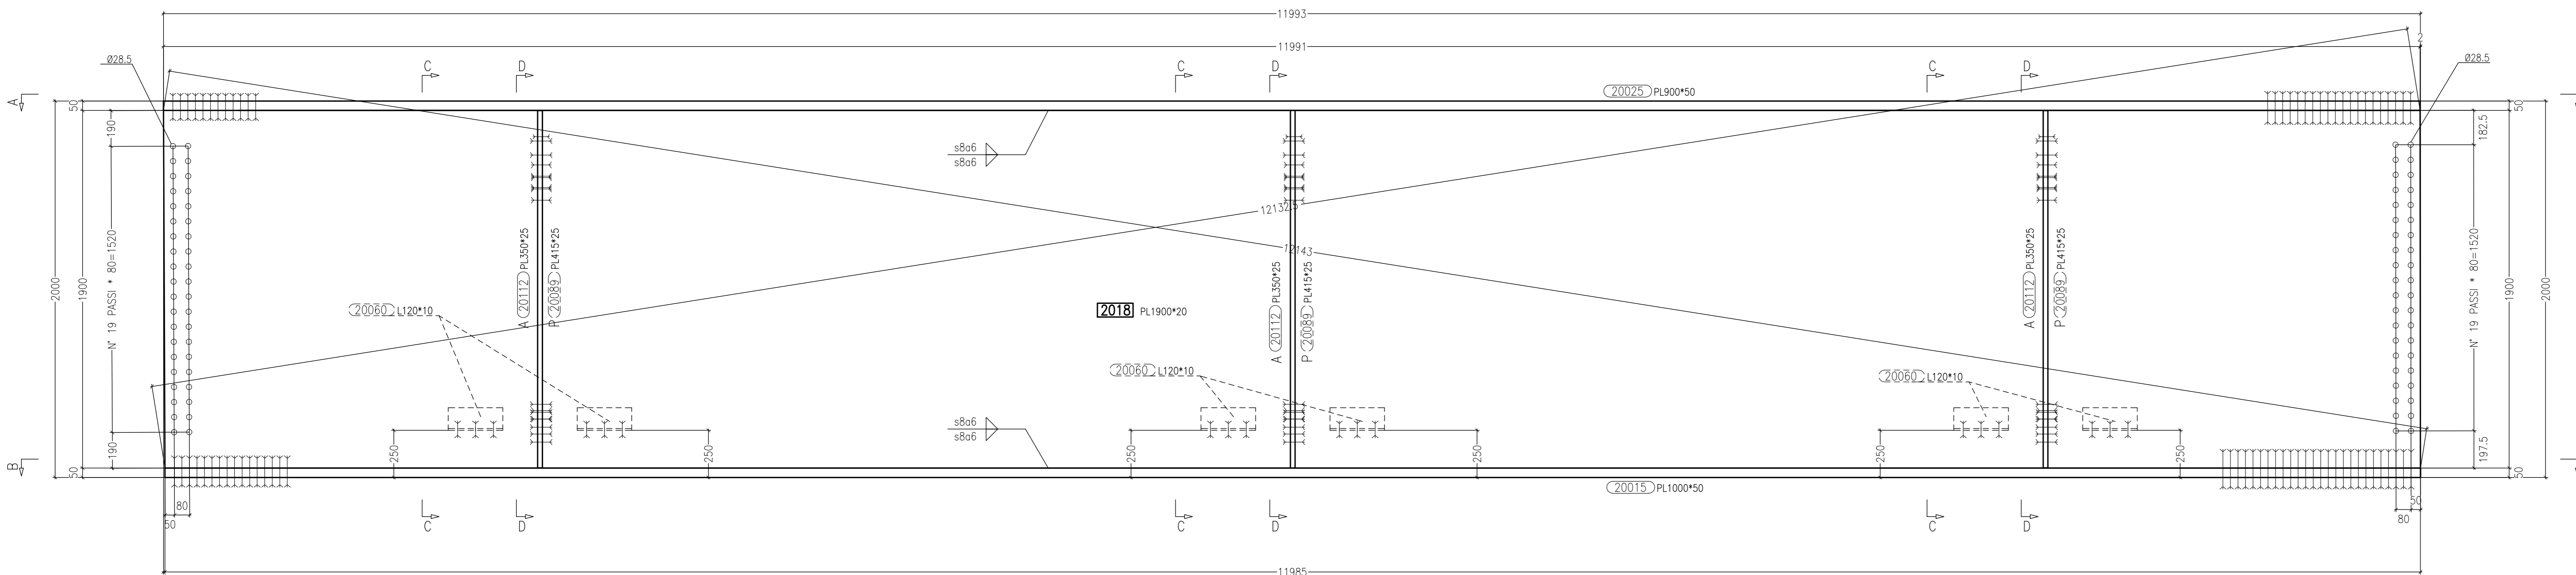 11993
11991
2
Ø28.5
Ø28.5
C
D
C
D
C
D
A
20025 PL900*50
50
50
190
182.5
s8a6
s8a6
12132.5
12143
N° 19 PASSI * 80=1520
1900
2000
A 20112 PL350*25
P 20089 PL415*25
A 20112 PL350*25
P 20089 PL415*25
A 20112 PL350*25
P 20089 PL415*25
N° 19 PASSI * 80=1520
1900
2000
20060 L120*10
2018 PL1900*20
20060 L120*10
20060 L120*10
s8a6
s8a6
190
250
250
250
250
250
250
197.5
B
50
50
20015 PL1000*50
80
50
50
80
C
D
C
D
C
D
11985